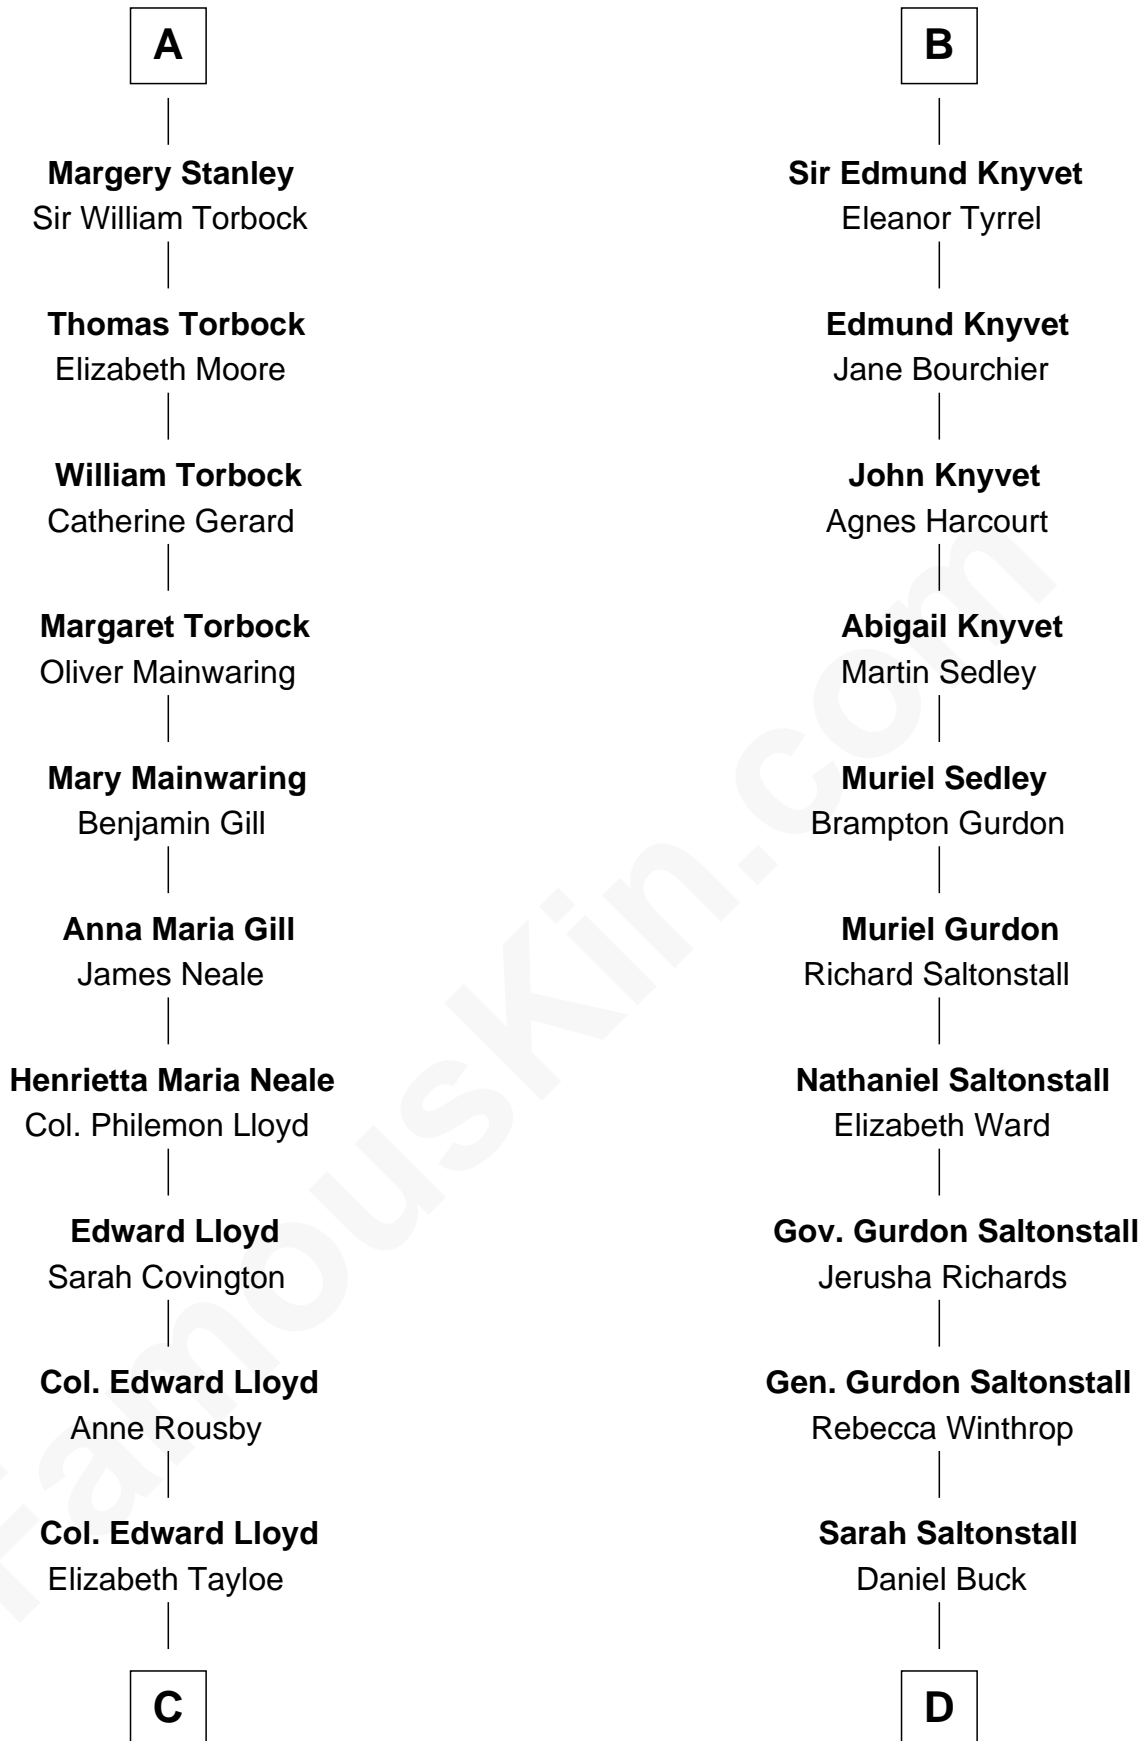 A
Margery Stanley
Sir William Torbock
Thomas Torbock
Elizabeth Moore
William Torbock
Catherine Gerard
Margaret Torbock
Oliver Mainwaring
Mary Mainwaring
Benjamin Gill
Anna Maria Gill
James Neale
Henrietta Maria Neale
Col. Philemon Lloyd
Edward Lloyd
Sarah Covington
Col. Edward Lloyd
Anne Rousby
Col. Edward Lloyd
Elizabeth Tayloe
C
B
Sir Edmund Knyvet
Eleanor Tyrrel
Edmund Knyvet
Jane Bourchier
John Knyvet
Agnes Harcourt
Abigail Knyvet
Martin Sedley
Muriel Sedley
Brampton Gurdon
Muriel Gurdon
Richard Saltonstall
Nathaniel Saltonstall
Elizabeth Ward
Gov. Gurdon Saltonstall
Jerusha Richards
Gen. Gurdon Saltonstall
Rebecca Winthrop
Sarah Saltonstall
Daniel Buck
D
FamousKin.com